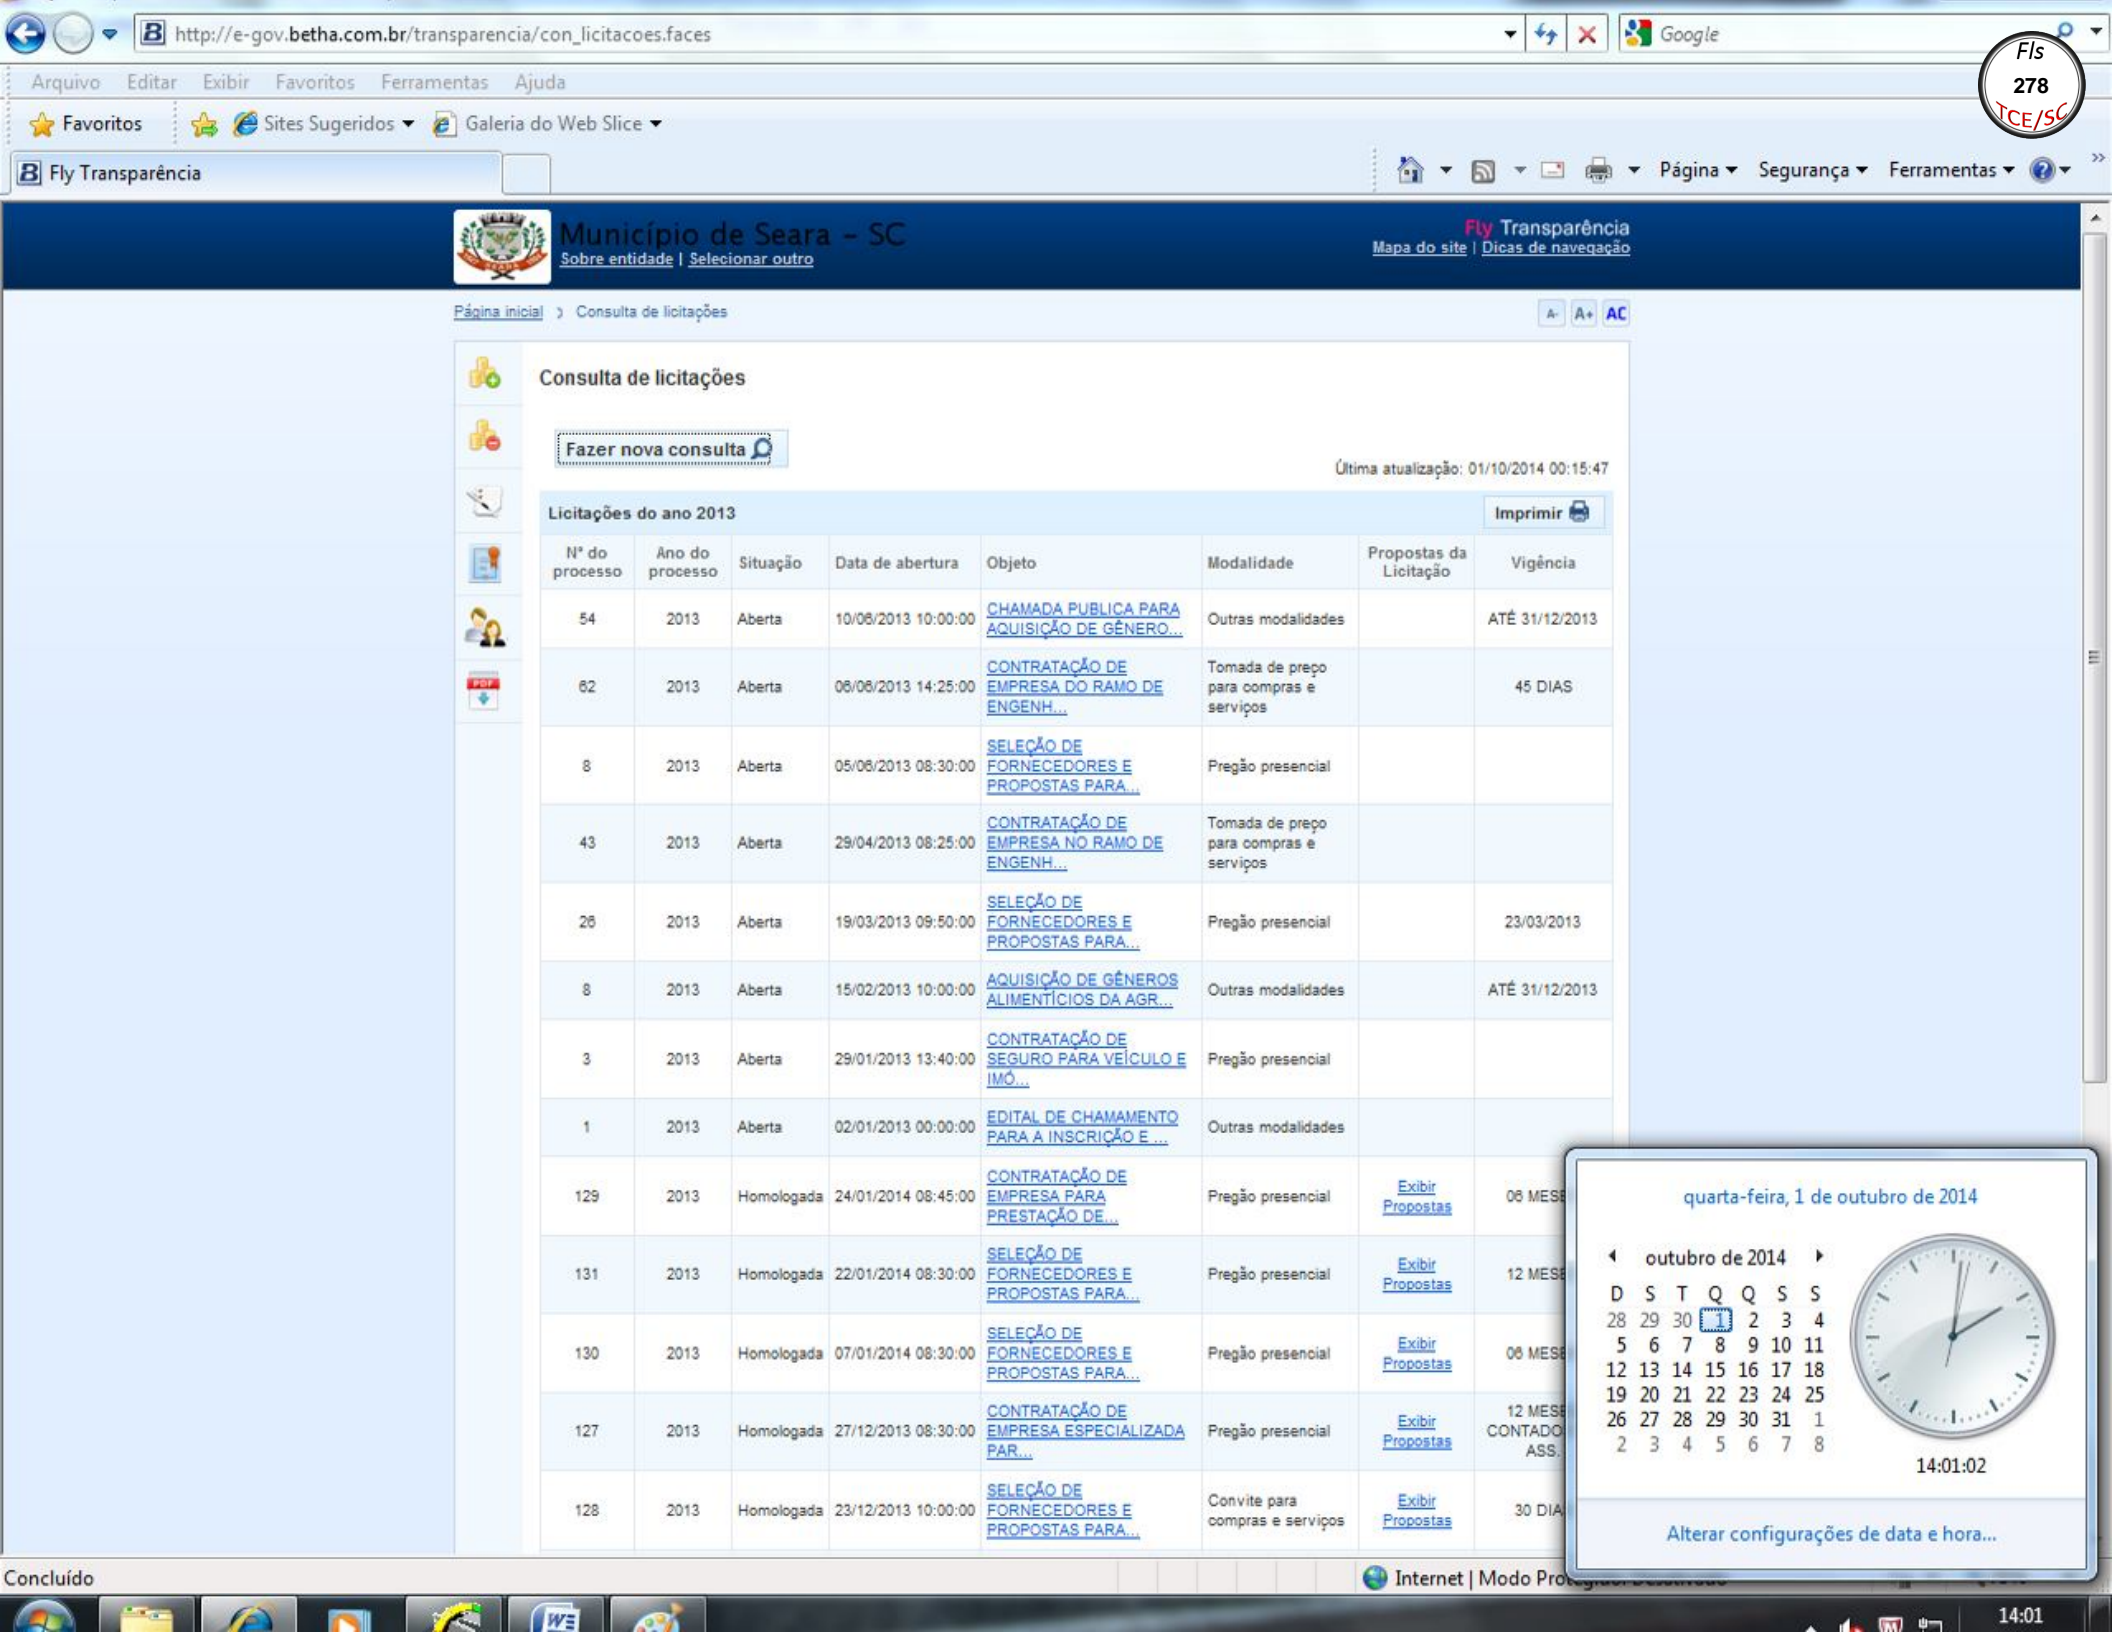 http://e-gov.betha.com.br/transparencia/con_licitacoes.faces
Google
Fls
278
TCE/SC
Arquivo Editar Exibir Favoritos Ferramentas Ajuda
Favoritos Sites Sugeridos Galeria do Web Slice
Fly Transparência
Página Segurança Ferramentas
Município de Seara - SC
Sobre entidade | Selecionar outro
Fly Transparência
Mapa do site | Dicas de navegação
Página inicial Consulta de licitações
A- A+ AC
Consulta de licitações
Fazer nova consulta
Última atualização: 01/10/2014 00:15:47
Licitações do ano 2013
Imprimir
N° do processo Ano do processo Situação Data de abertura Objeto Modalidade Propostas da Licitação Vigência
54 2013 Aberta 10/06/2013 10:00:00 CHAMADA PUBLICA PARA AQUISIÇÃO DE GÊNERO... Outras modalidades ATÉ 31/12/2013
62 2013 Aberta 06/06/2013 14:25:00 CONTRATAÇÃO DE EMPRESA DO RAMO DE ENGENH... Tomada de preço para compras e serviços 45 DIAS
8 2013 Aberta 05/06/2013 08:30:00 SELEÇÃO DE FORNECEDORES E PROPOSTAS PARA... Pregão presencial
43 2013 Aberta 29/04/2013 08:25:00 CONTRATAÇÃO DE EMPRESA NO RAMO DE ENGENH... Tomada de preço para compras e serviços
26 2013 Aberta 19/03/2013 09:50:00 SELEÇÃO DE FORNECEDORES E PROPOSTAS PARA... Pregão presencial 23/03/2013
8 2013 Aberta 15/02/2013 10:00:00 AQUISIÇÃO DE GÊNEROS ALIMENTÍCIOS DA AGR... Outras modalidades ATÉ 31/12/2013
3 2013 Aberta 29/01/2013 13:40:00 CONTRATAÇÃO DE SEGURO PARA VEÍCULO E IMÓ... Pregão presencial
1 2013 Aberta 02/01/2013 00:00:00 EDITAL DE CHAMAMENTO PARA A INSCRIÇÃO E ... Outras modalidades
129 2013 Homologada 24/01/2014 08:45:00 CONTRATAÇÃO DE EMPRESA PARA PRESTAÇÃO DE... Pregão presencial Exibir Propostas 06 MESE
131 2013 Homologada 22/01/2014 08:30:00 SELEÇÃO DE FORNECEDORES E PROPOSTAS PARA... Pregão presencial Exibir Propostas 12 MESE
130 2013 Homologada 07/01/2014 08:30:00 SELEÇÃO DE FORNECEDORES E PROPOSTAS PARA... Pregão presencial Exibir Propostas 06 MESE
127 2013 Homologada 27/12/2013 08:30:00 CONTRATAÇÃO DE EMPRESA ESPECIALIZADA PAR... Pregão presencial Exibir Propostas 12 MESE CONTADO ASS.
128 2013 Homologada 23/12/2013 10:00:00 SELEÇÃO DE FORNECEDORES E PROPOSTAS PARA... Convite para compras e serviços Exibir Propostas 30 DIA
quarta-feira, 1 de outubro de 2014
outubro de 2014
D S T Q Q S S
28 29 30 1 2 3 4
5 6 7 8 9 10 11
12 13 14 15 16 17 18
19 20 21 22 23 24 25
26 27 28 29 30 31 1
2 3 4 5 6 7 8
14:01:02
Alterar configurações de data e hora...
Concluído
Internet | Modo
14:01